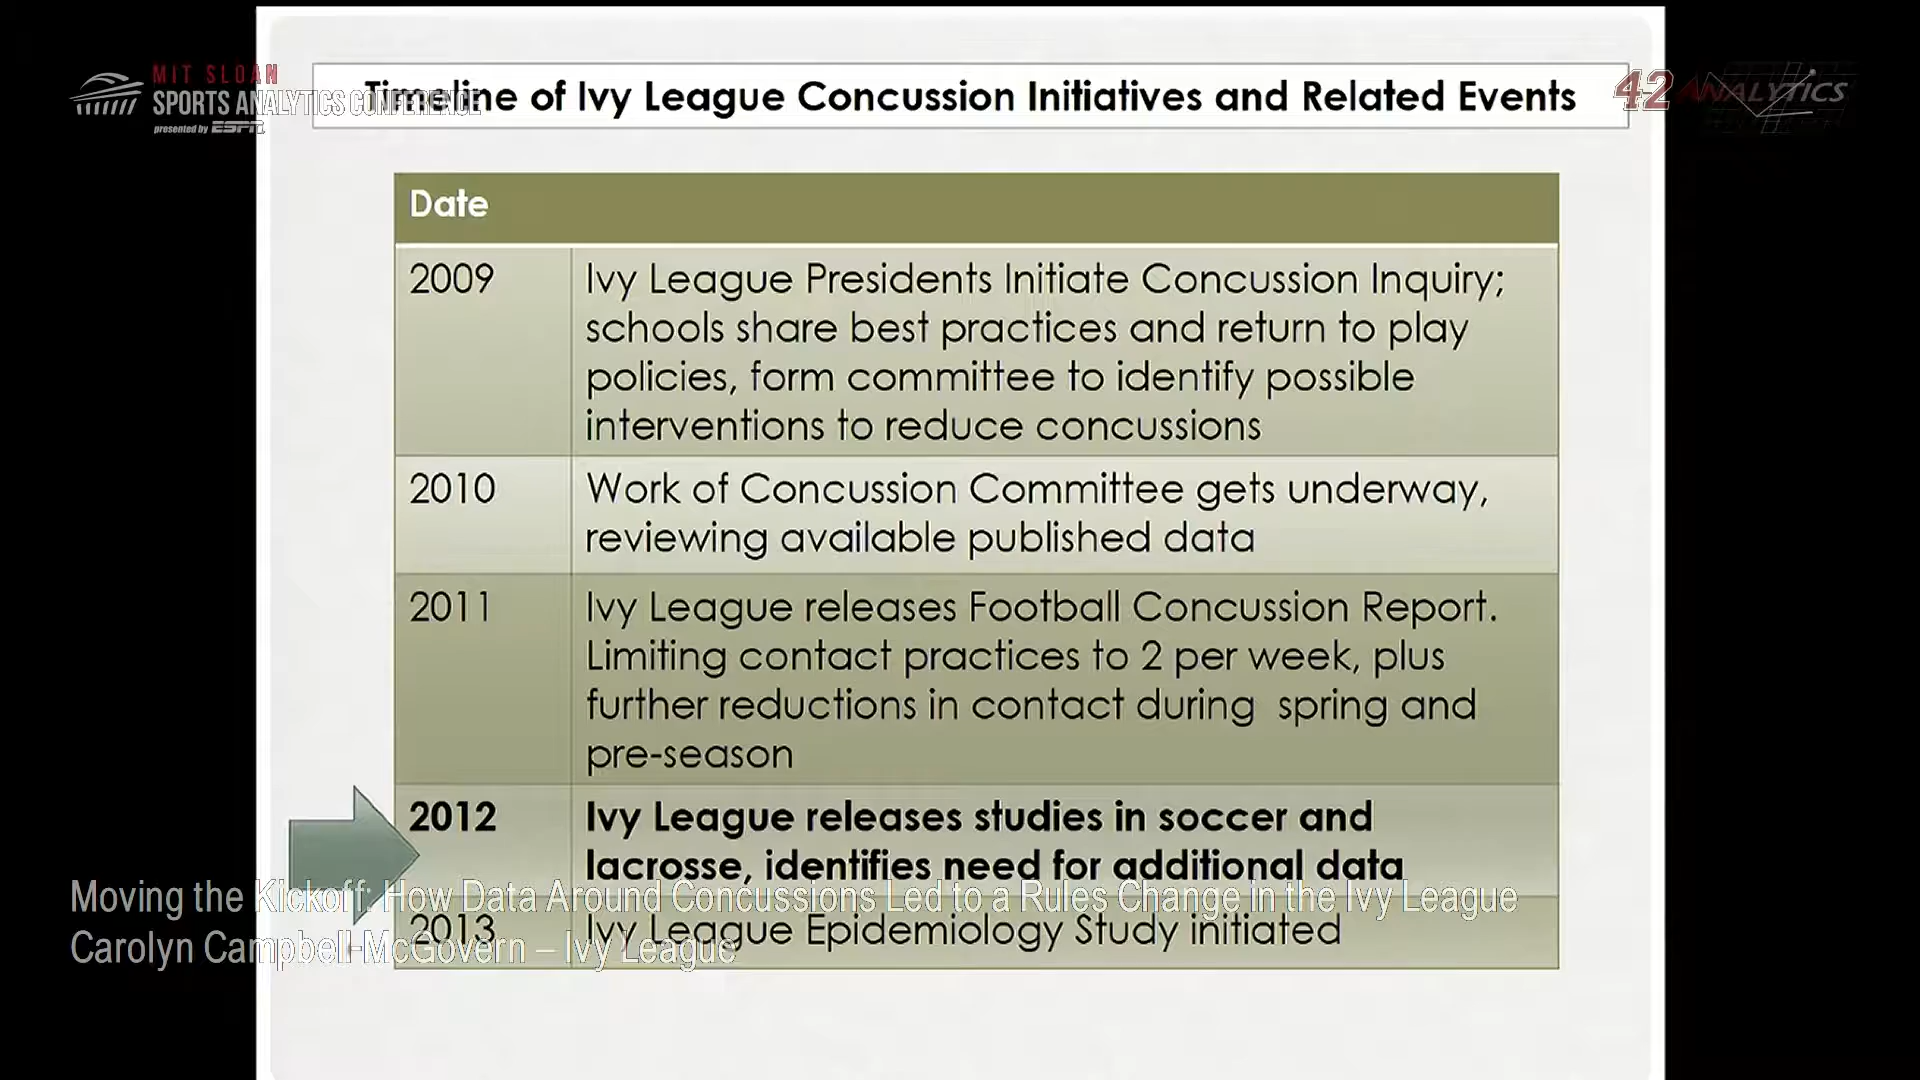 MIT SLOAN
SPORTS ANALYTICS CONFERENCE
presented by ESPN
Timeline of Ivy League Concussion Initiatives and Related Events
42 ANALYTICS
Date
2009
Ivy League Presidents Initiate Concussion Inquiry;
schools share best practices and return to play
policies, form committee to identify possible
interventions to reduce concussions
2010
Work of Concussion Committee gets underway,
reviewing available published data
2011
Ivy League releases Football Concussion Report.
Limiting contact practices to 2 per week, plus
further reductions in contact during spring and
pre-season
2012
Ivy League releases studies in soccer and
lacrosse, identifies need for additional data
2013
Ivy League Epidemiology Study initiated
Moving the Kickoff: How Data Around Concussions Led to a Rules Change in the Ivy League
Carolyn Campbell-McGovern – Ivy League